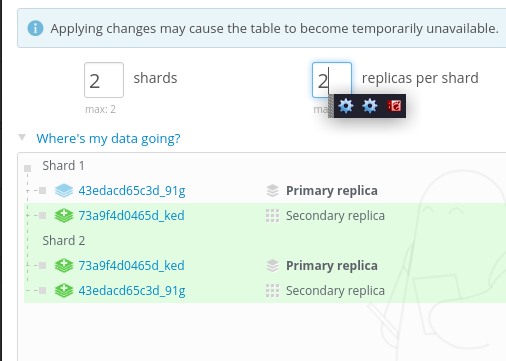 Applying changes may cause the table to become temporarily unavailable.
2 shards 2 replicas per shard
max: 2 ma
Where's my data going?
Shard 1
43edacd65c3d_91g Primary replica
73a9f4d0465d_ked Secondary replica
Shard 2
73a9f4d0465d_ked Primary replica
43edacd65c3d_91g Secondary replica